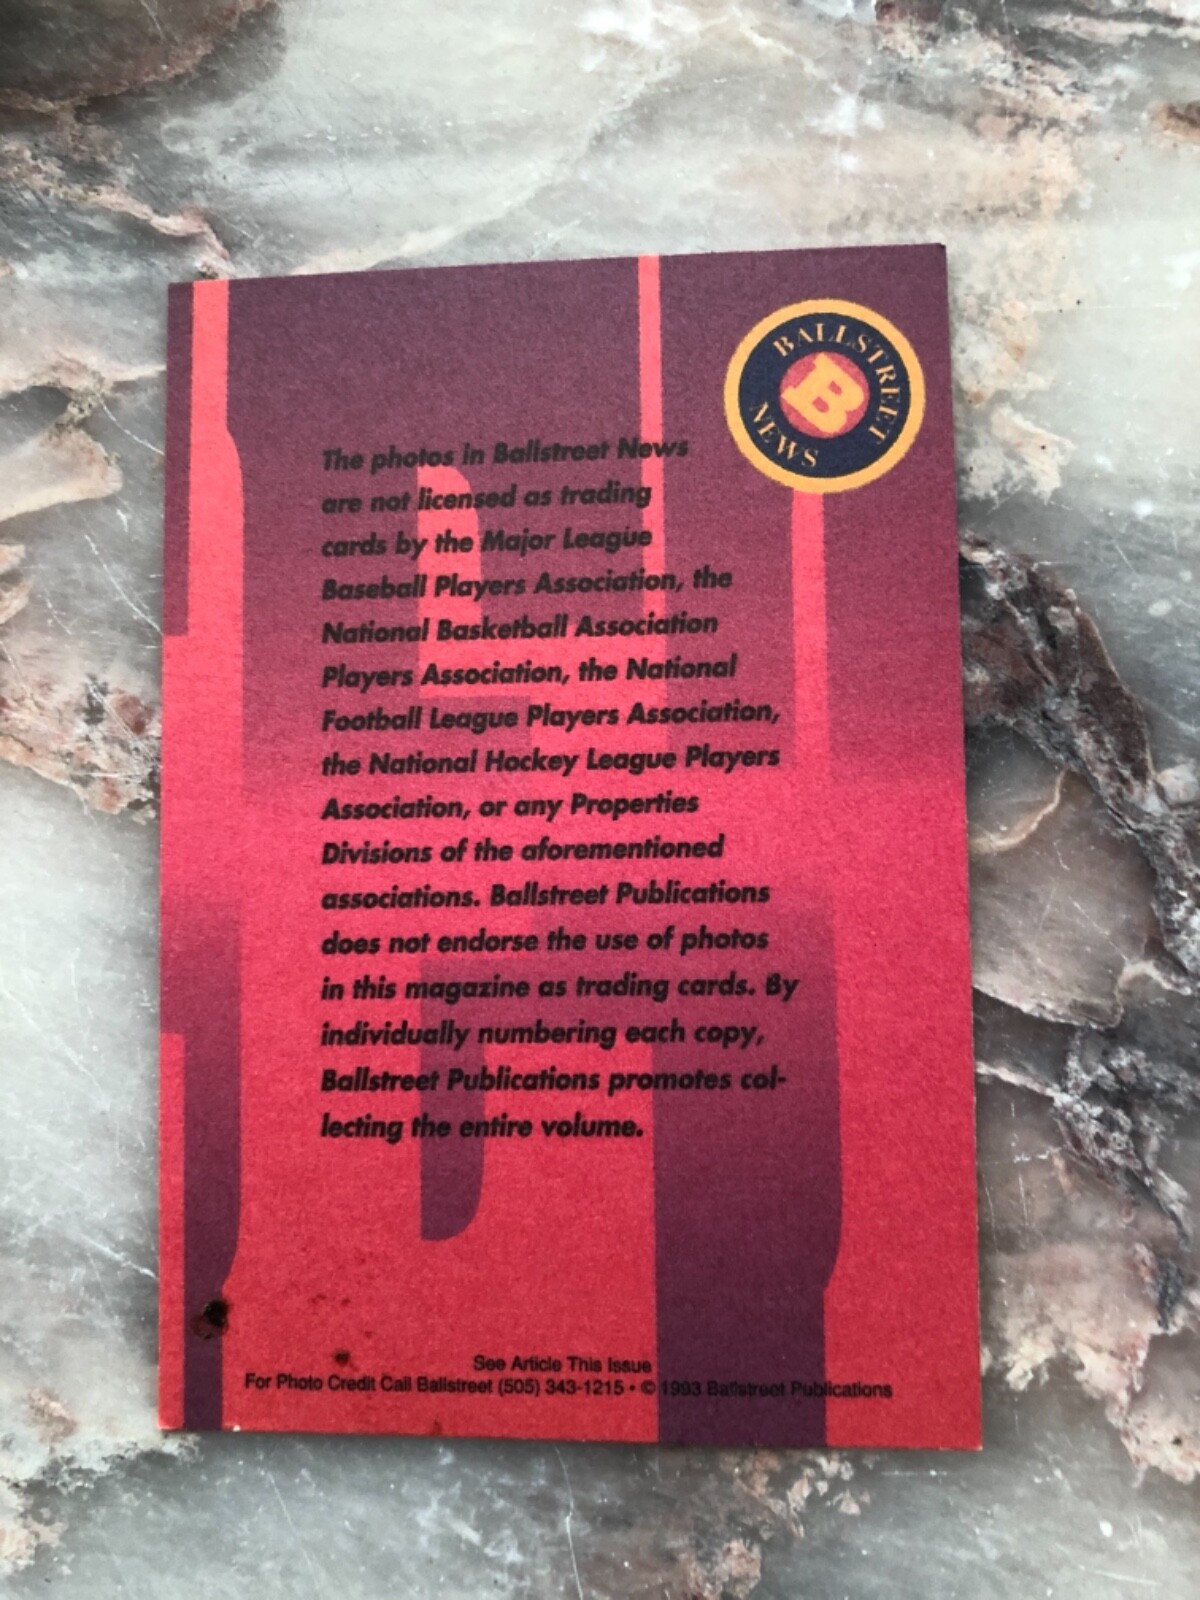 BALLSTREET
B
NEWS
The photos in Ballstreet News
are not licensed as trading
cards by the Major League
Baseball Players Association, the
National Basketball Association
Players Association, the National
Football League Players Association,
the National Hockey League Players
Association, or any Properties
Divisions of the aforementioned
associations. Ballstreet Publications
does not endorse the use of photos
in this magazine as trading cards. By
individually numbering each copy,
Ballstreet Publications promotes col-
lecting the entire volume.
See Article This Issue
For Photo Credit Call Ballstreet (505) 343-1215 • © 1993 Ballstreet Publications